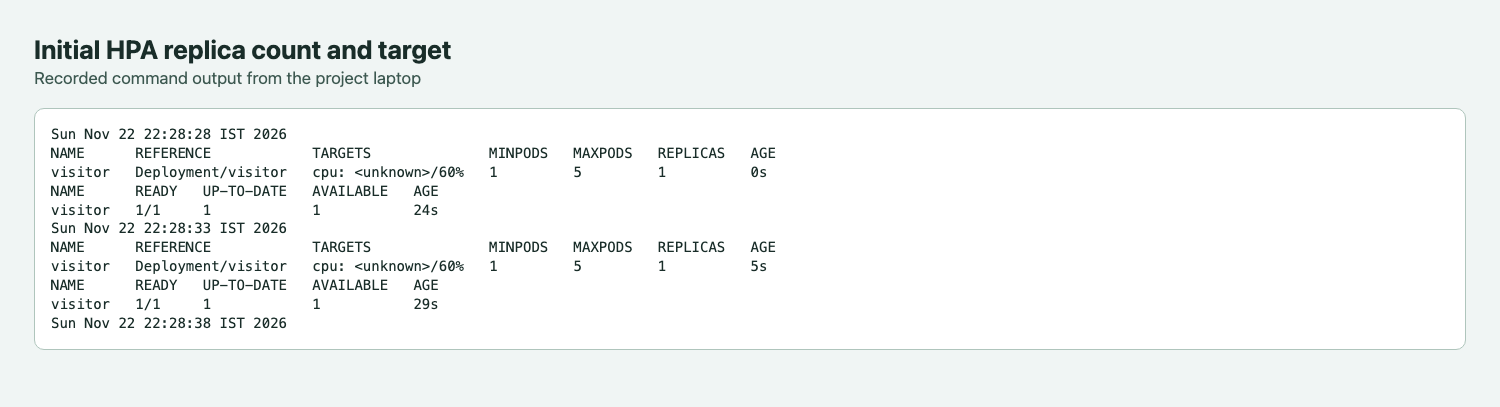 Initial HPA replica count and target
Recorded command output from the project laptop
Sun Nov 22 22:28:28 IST 2026
NAME      REFERENCE            TARGETS              MINPODS   MAXPODS   REPLICAS   AGE
visitor   Deployment/visitor   cpu: <unknown>/60%   1         5         1          0s
NAME      READY   UP-TO-DATE   AVAILABLE   AGE
visitor   1/1     1            1           24s
Sun Nov 22 22:28:33 IST 2026
NAME      REFERENCE            TARGETS              MINPODS   MAXPODS   REPLICAS   AGE
visitor   Deployment/visitor   cpu: <unknown>/60%   1         5         1          5s
NAME      READY   UP-TO-DATE   AVAILABLE   AGE
visitor   1/1     1            1           29s
Sun Nov 22 22:28:38 IST 2026